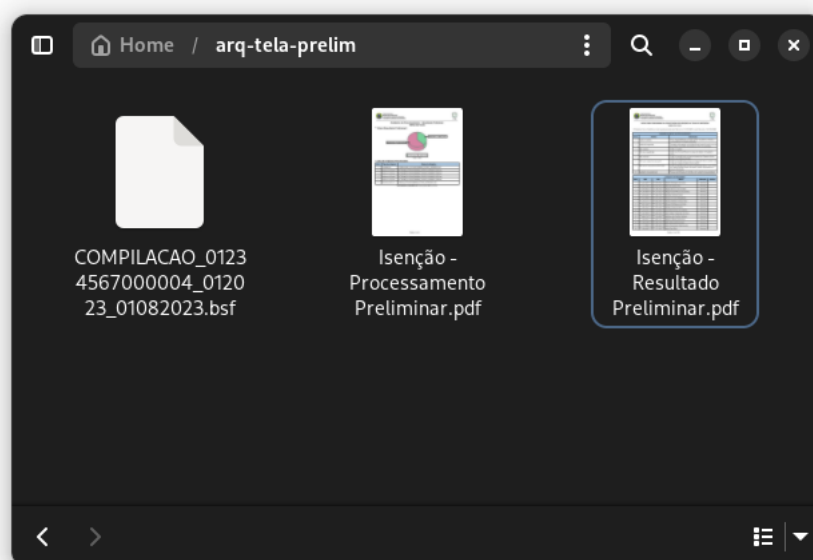 Home / arq-tela-prelim
COMPILACAO_0123
4567000004_0120
23_01082023.bsf
Isenção -
Processamento
Preliminar.pdf
Isenção -
Resultado
Preliminar.pdf